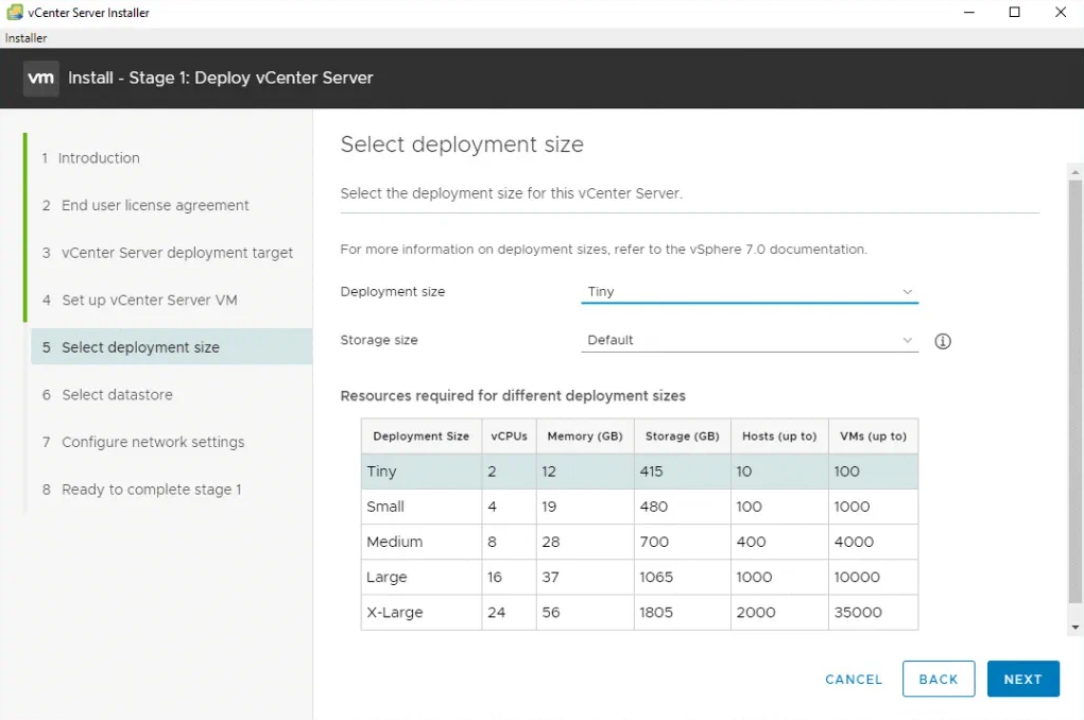 vCenter Server Installer
Installer
vm Install - Stage 1: Deploy vCenter Server
1 Introduction
2 End user license agreement
3 vCenter Server deployment target
4 Set up vCenter Server VM
5 Select deployment size
6 Select datastore
7 Configure network settings
8 Ready to complete stage 1
Select deployment size
Select the deployment size for this vCenter Server.
For more information on deployment sizes, refer to the vSphere 7.0 documentation.
Deployment size Tiny
Storage size Default
Resources required for different deployment sizes
Deployment Size vCPUs Memory (GB) Storage (GB) Hosts (up to) VMs (up to)
Tiny 2 12 415 10 100
Small 4 19 480 100 1000
Medium 8 28 700 400 4000
Large 16 37 1065 1000 10000
X-Large 24 56 1805 2000 35000
CANCEL BACK NEXT